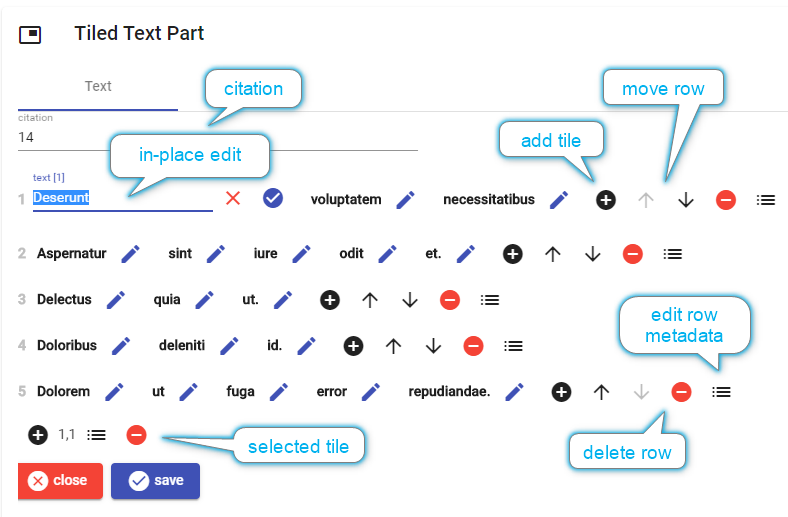 Tiled Text Part
Text
citation
citation
14
move row
add tile
in-place edit
text [1]
1 Deserunt voluptatem necessitatibus
2 Aspernatur sint iure odit et.
3 Delectus quia ut.
edit row
metadata
4 Doloribus deleniti id.
5 Dolorem ut fuga error repudiandae.
1,1
selected tile
delete row
close save